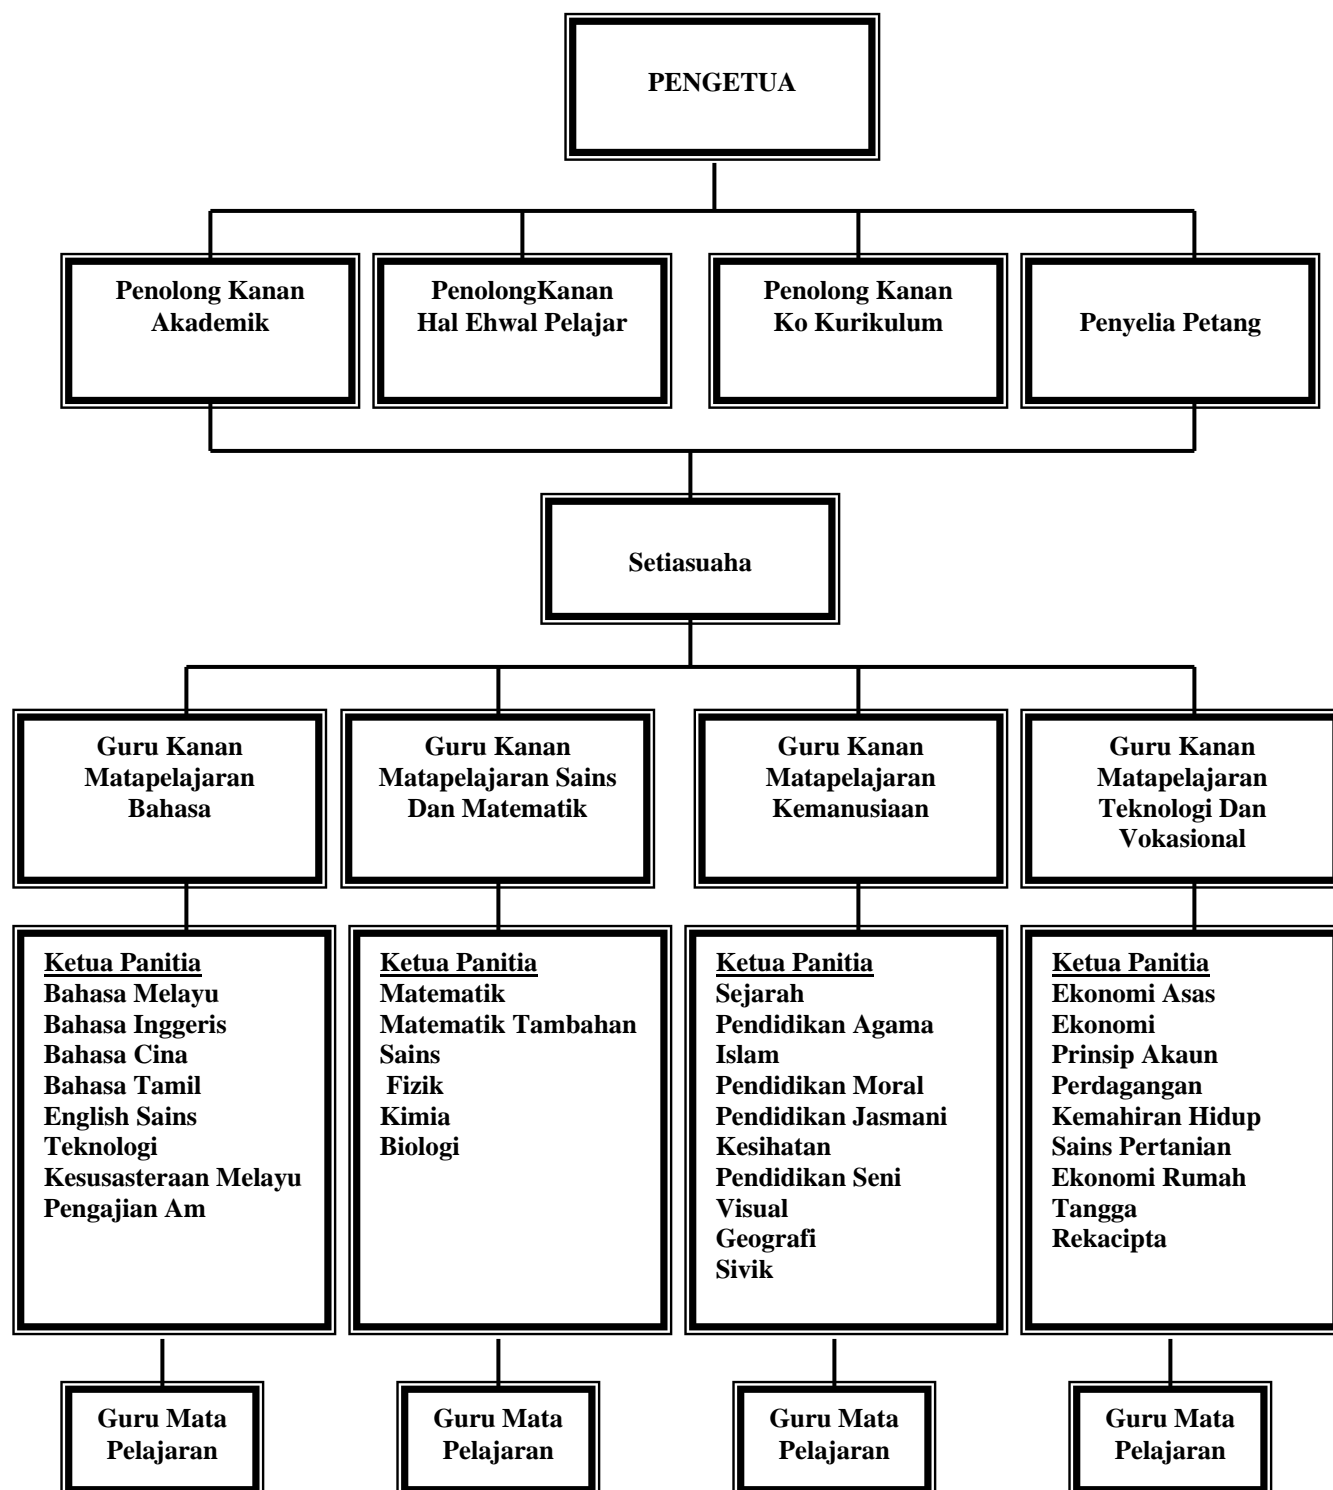 PENGETUA
Penolong Kanan
Akademik
PenolongKanan
Hal Ehwal Pelajar
Penolong Kanan
Ko Kurikulum
Penyelia Petang
Setiasuaha
Guru Kanan
Matapelajaran
Bahasa
Guru Kanan
Matapelajaran Sains
Dan Matematik
Guru Kanan
Matapelajaran
Kemanusiaan
Guru Kanan
Matapelajaran
Teknologi Dan
Vokasional
Ketua Panitia
Bahasa Melayu
Bahasa Inggeris
Bahasa Cina
Bahasa Tamil
English Sains
Teknologi
Kesusasteraan Melayu
Pengajian Am
Ketua Panitia
Matematik
Matematik Tambahan
Sains
Fizik
Kimia
Biologi
Ketua Panitia
Sejarah
Pendidikan Agama
Islam
Pendidikan Moral
Pendidikan Jasmani
Kesihatan
Pendidikan Seni
Visual
Geografi
Sivik
Ketua Panitia
Ekonomi Asas
Ekonomi
Prinsip Akaun
Perdagangan
Kemahiran Hidup
Sains Pertanian
Ekonomi Rumah
Tangga
Rekacipta
Guru Mata
Pelajaran
Guru Mata
Pelajaran
Guru Mata
Pelajaran
Guru Mata
Pelajaran